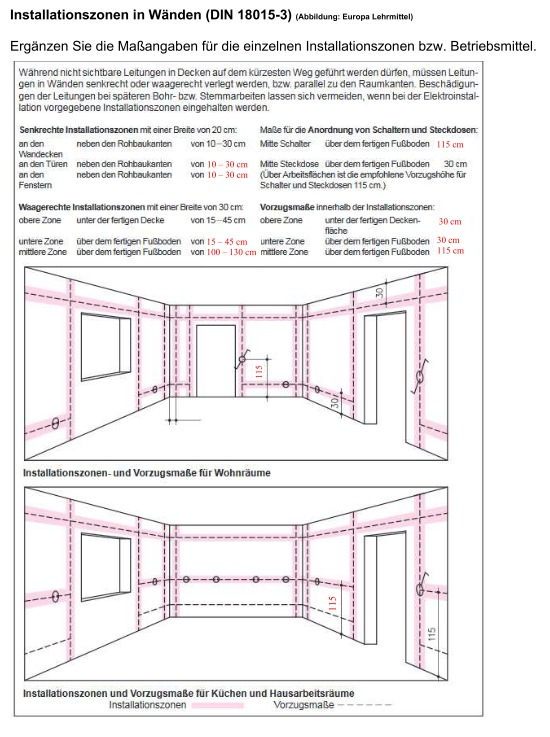 Installationszonen in Wänden (DIN 18015-3) (Abbildung: Europa Lehrmittel)
Ergänzen Sie die Maßangaben für die einzelnen Installationszonen bzw. Betriebsmittel.
Während nicht sichtbare Leitungen in Decken auf dem kürzesten Weg geführt werden dürfen, müssen Leitun-
gen in Wänden senkrecht oder waagerecht verlegt werden, bzw. parallel zu den Raumkanten. Beschädigun-
gen der Leitungen bei späteren Bohr- bzw. Stemmarbeiten lassen sich vermeiden, wenn bei der Elektroinstal-
lation vorgegebene Installationszonen eingehalten werden.
Senkrechte Installationszonen mit einer Breite von 20 cm:
an den Wandecken neben den Rohbaukanten von 10–30 cm
an den Türen neben den Rohbaukanten von 10 – 30 cm
an den Fenstern neben den Rohbaukanten von 10 – 30 cm
Maße für die Anordnung von Schaltern und Steckdosen:
Mitte Schalter über dem fertigen Fußboden 115 cm
Mitte Steckdose über dem fertigen Fußboden 30 cm
(Über Arbeitsflächen ist die empfohlene Vorzugshöhe für
Schalter und Steckdosen 115 cm.)
Waagerechte Installationszonen mit einer Breite von 30 cm:
obere Zone unter der fertigen Decke von 15–45 cm
untere Zone über dem fertigen Fußboden von 15 – 45 cm
mittlere Zone über dem fertigen Fußboden von 100 – 130 cm
Vorzugsmaße innerhalb der Installationszonen:
obere Zone unter der fertigen Decken-
fläche 30 cm
untere Zone über dem fertigen Fußboden 30 cm
mittlere Zone über dem fertigen Fußboden 115 cm
30
115
30
Installationszonen- und Vorzugsmaße für Wohnräume
115
115
Installationszonen und Vorzugsmaße für Küchen und Hausarbeitsräume
Installationszonen Vorzugsmaße